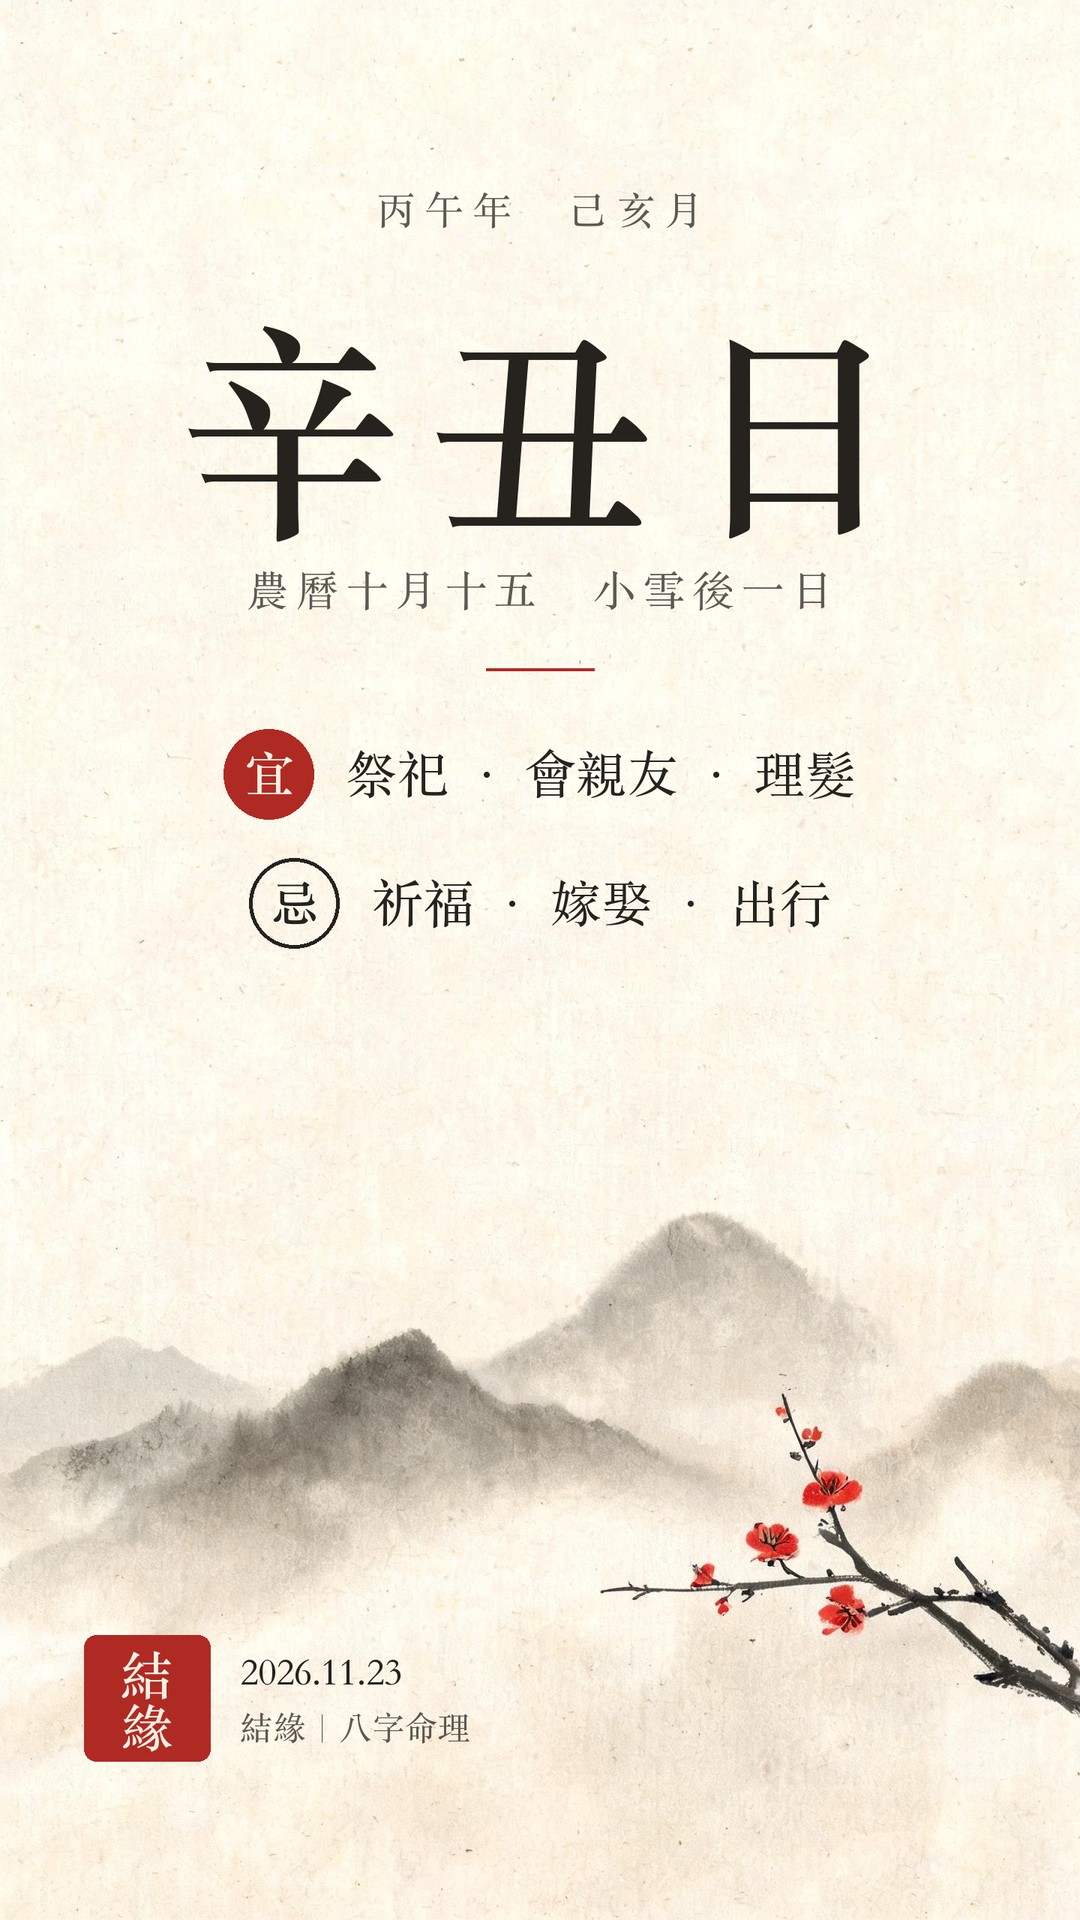 丙午年　己亥月
辛丑日
農曆十月十五　小雪後一日
宜 祭祀 · 會親友 · 理髮
忌 祈福 · 嫁娶 · 出行
結緣
2026.11.23
結緣｜八字命理